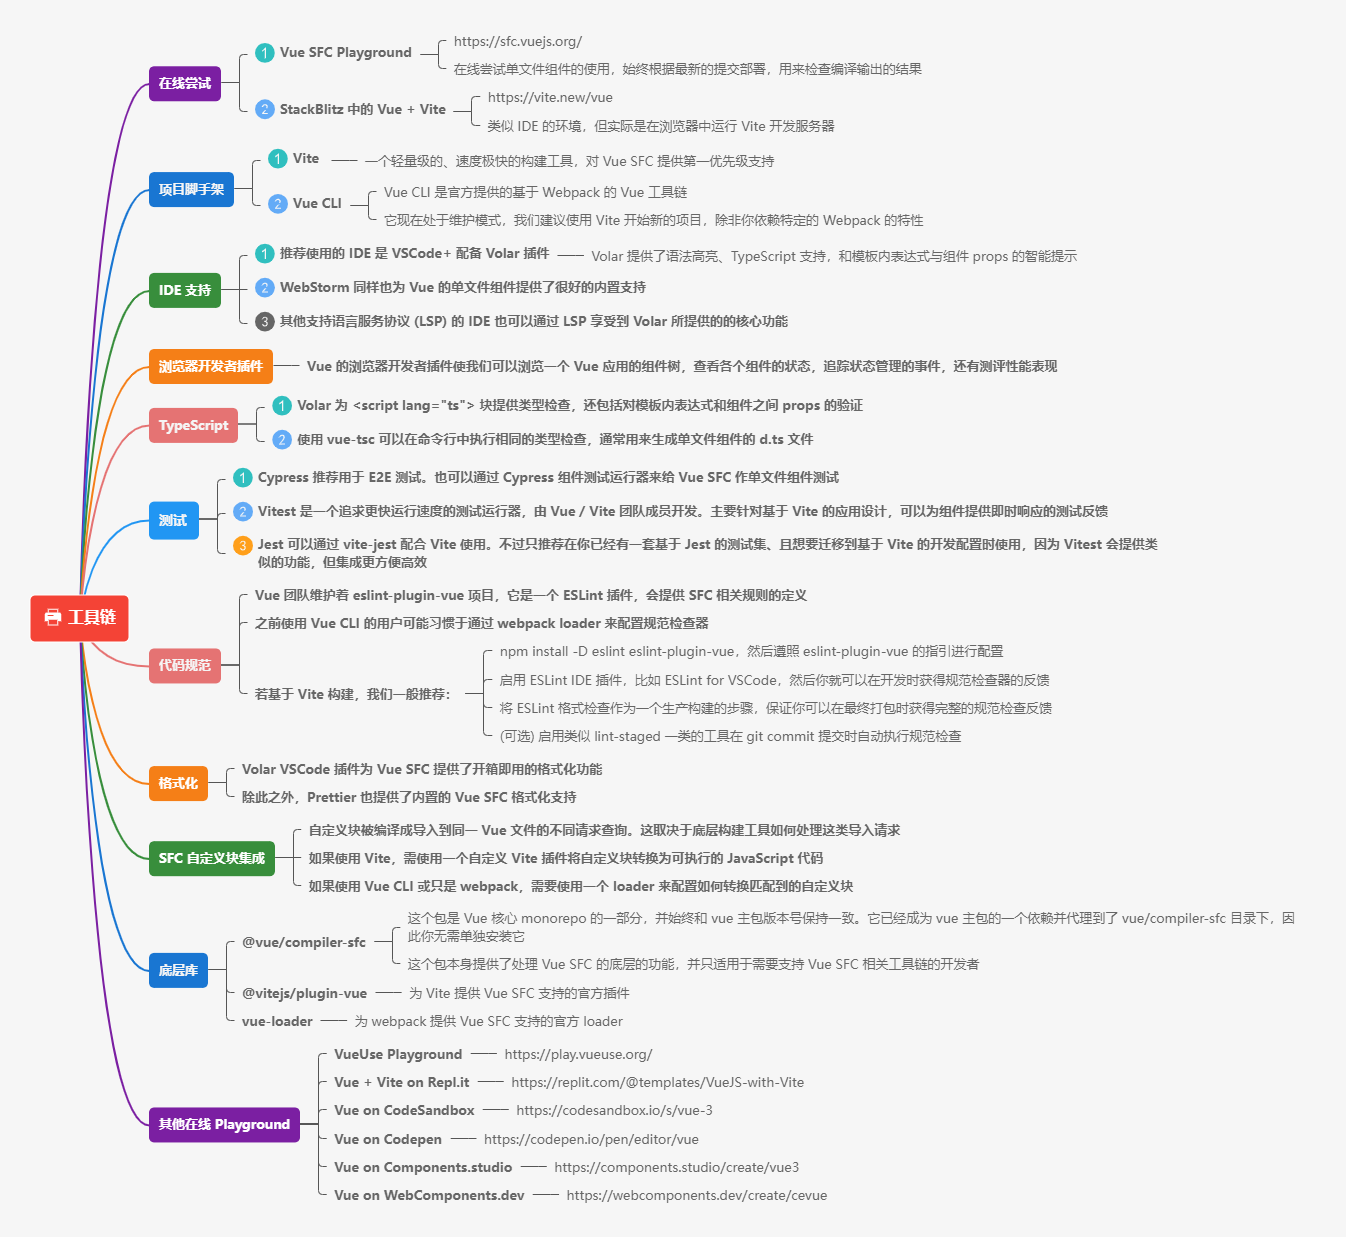 工具链
在线尝试
1 Vue SFC Playground
https://sfc.vuejs.org/
在线尝试单文件组件的使用，始终根据最新的提交部署，用来检查编译输出的结果
2 StackBlitz 中的 Vue + Vite
https://vite.new/vue
类似 IDE 的环境，但实际是在浏览器中运行 Vite 开发服务器
项目脚手架
1 Vite
一个轻量级的、速度极快的构建工具，对 Vue SFC 提供第一优先级支持
2 Vue CLI
Vue CLI 是官方提供的基于 Webpack 的 Vue 工具链
它现在处于维护模式，我们建议使用 Vite 开始新的项目，除非你依赖特定的 Webpack 的特性
IDE 支持
1 推荐使用的 IDE 是 VSCode+ 配备 Volar 插件
Volar 提供了语法高亮、TypeScript 支持，和模板内表达式与组件 props 的智能提示
2 WebStorm 同样也为 Vue 的单文件组件提供了很好的内置支持
3 其他支持语言服务协议 (LSP) 的 IDE 也可以通过 LSP 享受到 Volar 所提供的的核心功能
浏览器开发者插件
Vue 的浏览器开发者插件使我们可以浏览一个 Vue 应用的组件树，查看各个组件的状态，追踪状态管理的事件，还有测评性能表现
TypeScript
1 Volar 为 <script lang="ts"> 块提供类型检查，还包括对模板内表达式和组件之间 props 的验证
2 使用 vue-tsc 可以在命令行中执行相同的类型检查，通常用来生成单文件组件的 d.ts 文件
测试
1 Cypress 推荐用于 E2E 测试。也可以通过 Cypress 组件测试运行器来给 Vue SFC 作单文件组件测试
2 Vitest 是一个追求更快运行速度的测试运行器，由 Vue / Vite 团队成员开发。主要针对基于 Vite 的应用设计，可以为组件提供即时响应的测试反馈
3 Jest 可以通过 vite-jest 配合 Vite 使用。不过只推荐在你已经有一套基于 Jest 的测试集、且想要迁移到基于 Vite 的开发配置时使用，因为 Vitest 会提供类
似的功能，但集成更方便高效
代码规范
Vue 团队维护着 eslint-plugin-vue 项目，它是一个 ESLint 插件，会提供 SFC 相关规则的定义
之前使用 Vue CLI 的用户可能习惯于通过 webpack loader 来配置规范检查器
若基于 Vite 构建，我们一般推荐：
npm install -D eslint eslint-plugin-vue，然后遵照 eslint-plugin-vue 的指引进行配置
启用 ESLint IDE 插件，比如 ESLint for VSCode，然后你就可以在开发时获得规范检查器的反馈
将 ESLint 格式检查作为一个生产构建的步骤，保证你可以在最终打包时获得完整的规范检查反馈
(可选) 启用类似 lint-staged 一类的工具在 git commit 提交时自动执行规范检查
格式化
Volar VSCode 插件为 Vue SFC 提供了开箱即用的格式化功能
除此之外，Prettier 也提供了内置的 Vue SFC 格式化支持
SFC 自定义块集成
自定义块被编译成导入到同一 Vue 文件的不同请求查询。这取决于底层构建工具如何处理这类导入请求
如果使用 Vite，需使用一个自定义 Vite 插件将自定义块转换为可执行的 JavaScript 代码
如果使用 Vue CLI 或只是 webpack，需要使用一个 loader 来配置如何转换匹配到的自定义块
底层库
@vue/compiler-sfc
这个包是 Vue 核心 monorepo 的一部分，并始终和 vue 主包版本号保持一致。它已经成为 vue 主包的一个依赖并代理到了 vue/compiler-sfc 目录下，因
此你无需单独安装它
这个包本身提供了处理 Vue SFC 的底层的功能，并只适用于需要支持 Vue SFC 相关工具链的开发者
@vitejs/plugin-vue
为 Vite 提供 Vue SFC 支持的官方插件
vue-loader
为 webpack 提供 Vue SFC 支持的官方 loader
其他在线 Playground
VueUse Playground
https://play.vueuse.org/
Vue + Vite on Repl.it
https://replit.com/@templates/VueJS-with-Vite
Vue on CodeSandbox
https://codesandbox.io/s/vue-3
Vue on Codepen
https://codepen.io/pen/editor/vue
Vue on Components.studio
https://components.studio/create/vue3
Vue on WebComponents.dev
https://webcomponents.dev/create/cevue